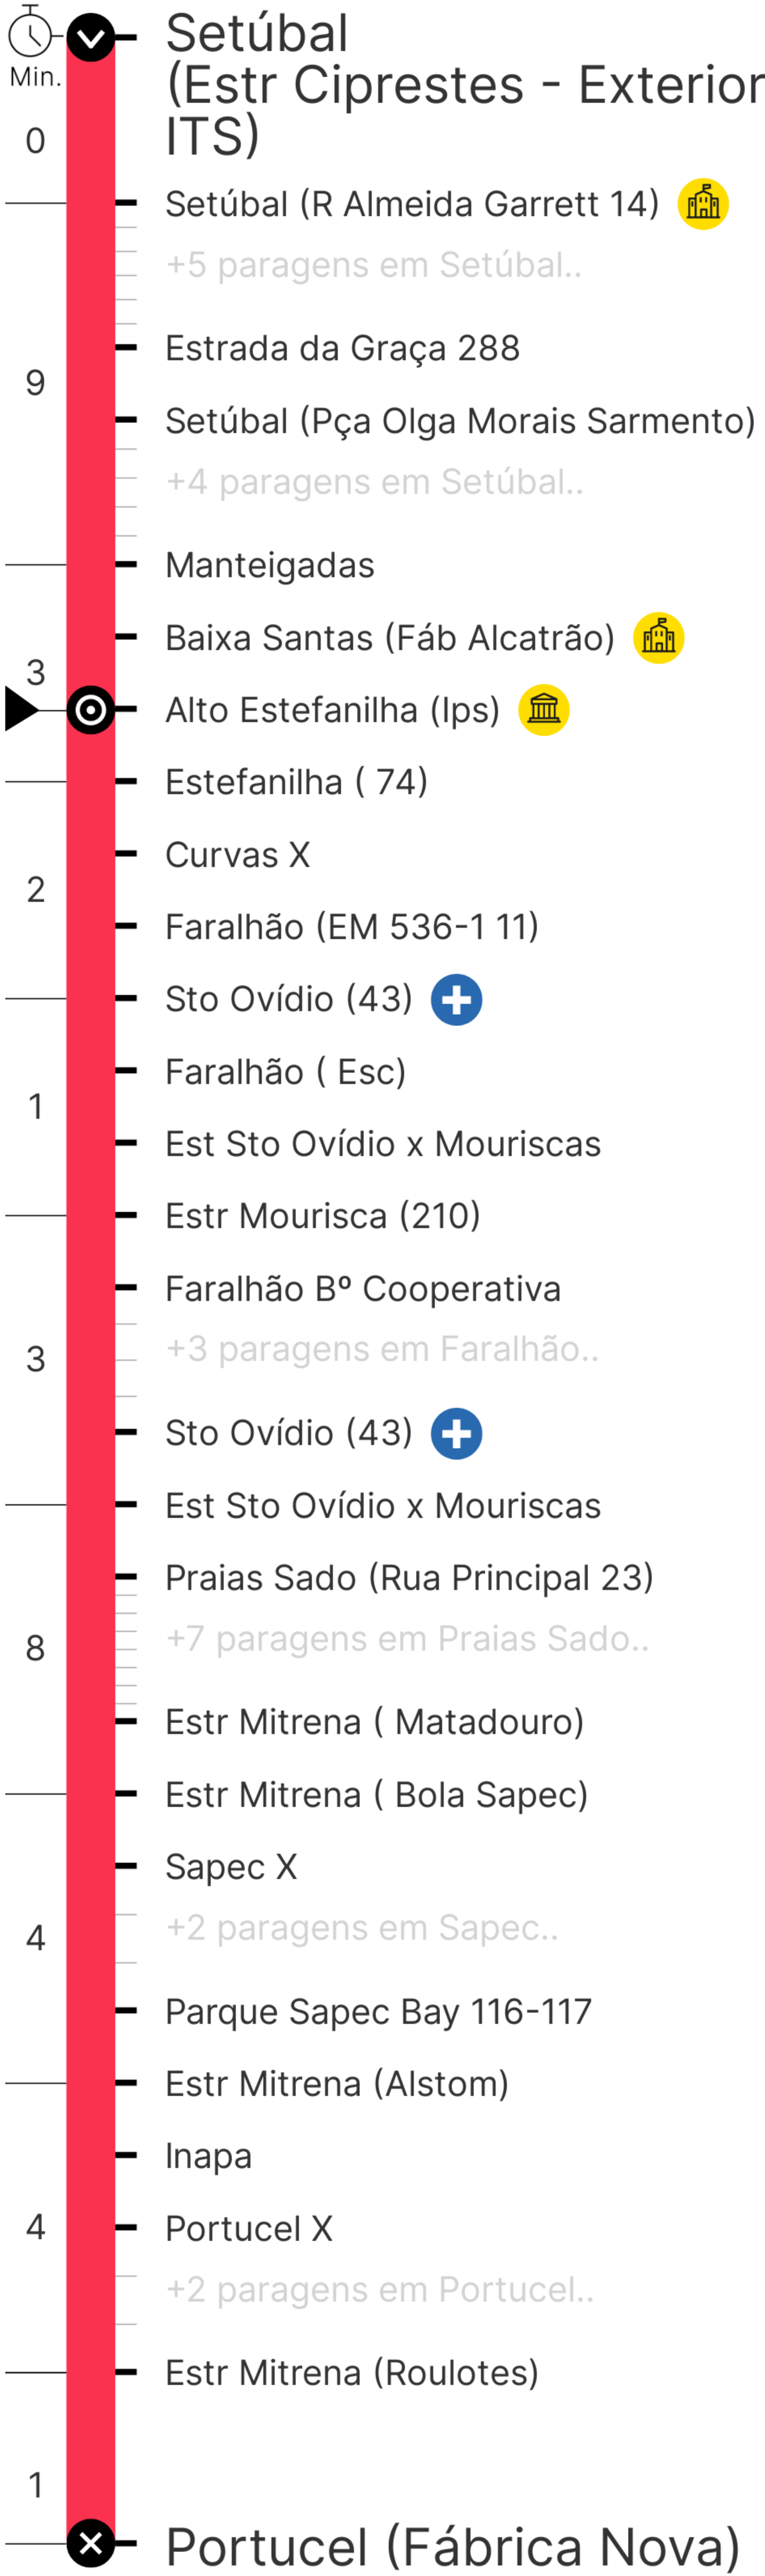 Setúbal
(Estr Ciprestes - Exterior
ITS)
Min.
0
Setúbal (R Almeida Garrett 14)
+5 paragens em Setúbal..
Estrada da Graça 288
9
Setúbal (Pça Olga Morais Sarmento)
+4 paragens em Setúbal..
Manteigadas
Baixa Santas (Fáb Alcatrão)
3
Alto Estefanilha (Ips)
Estefanilha ( 74)
Curvas X
2
Faralhão (EM 536-1 11)
Sto Ovídio (43)
Faralhão ( Esc)
1
Est Sto Ovídio x Mouriscas
Estr Mourisca (210)
Faralhão Bº Cooperativa
+3 paragens em Faralhão..
3
Sto Ovídio (43)
Est Sto Ovídio x Mouriscas
Praias Sado (Rua Principal 23)
+7 paragens em Praias Sado..
8
Estr Mitrena ( Matadouro)
Estr Mitrena ( Bola Sapec)
Sapec X
+2 paragens em Sapec..
4
Parque Sapec Bay 116-117
Estr Mitrena (Alstom)
Inapa
4
Portucel X
+2 paragens em Portucel..
Estr Mitrena (Roulotes)
1
Portucel (Fábrica Nova)